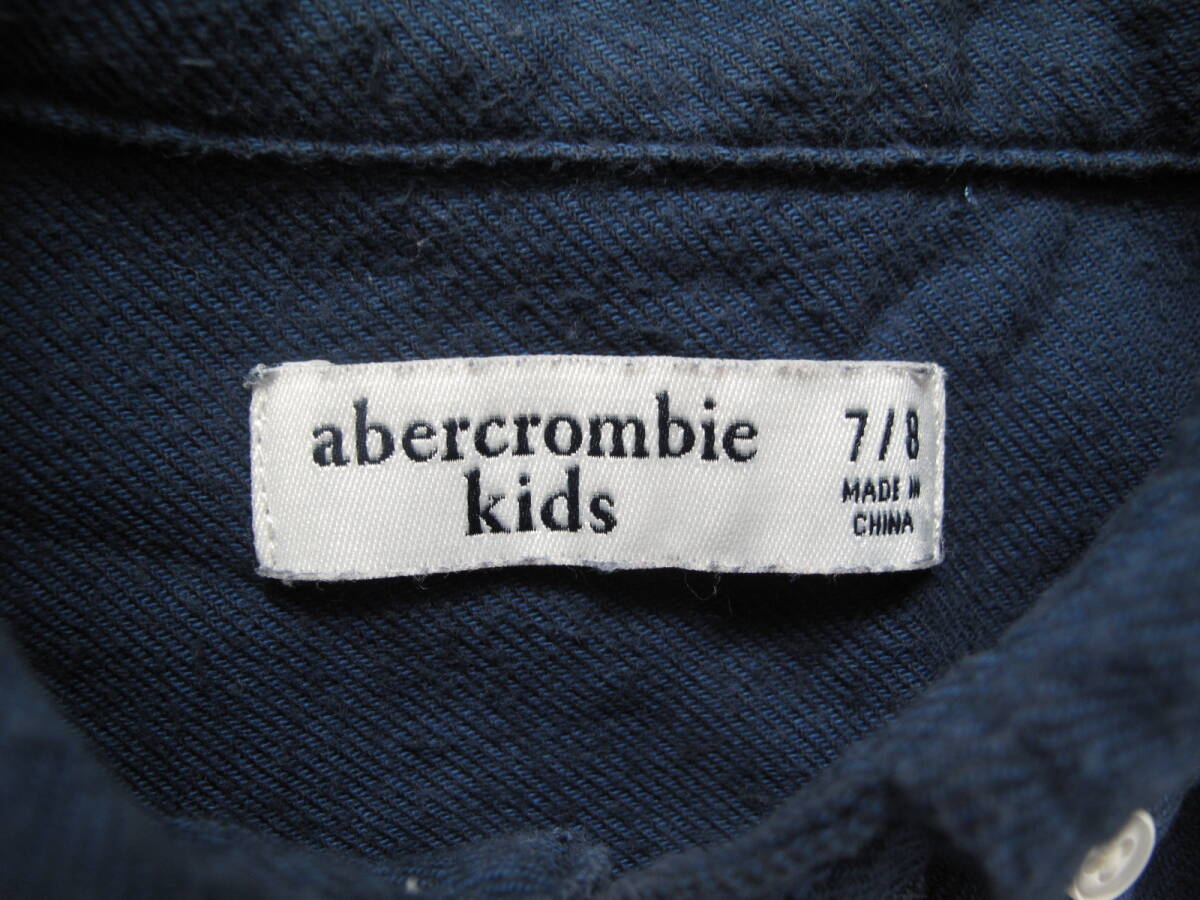 abercrombie
kids
7/8
MADE IN
CHINA